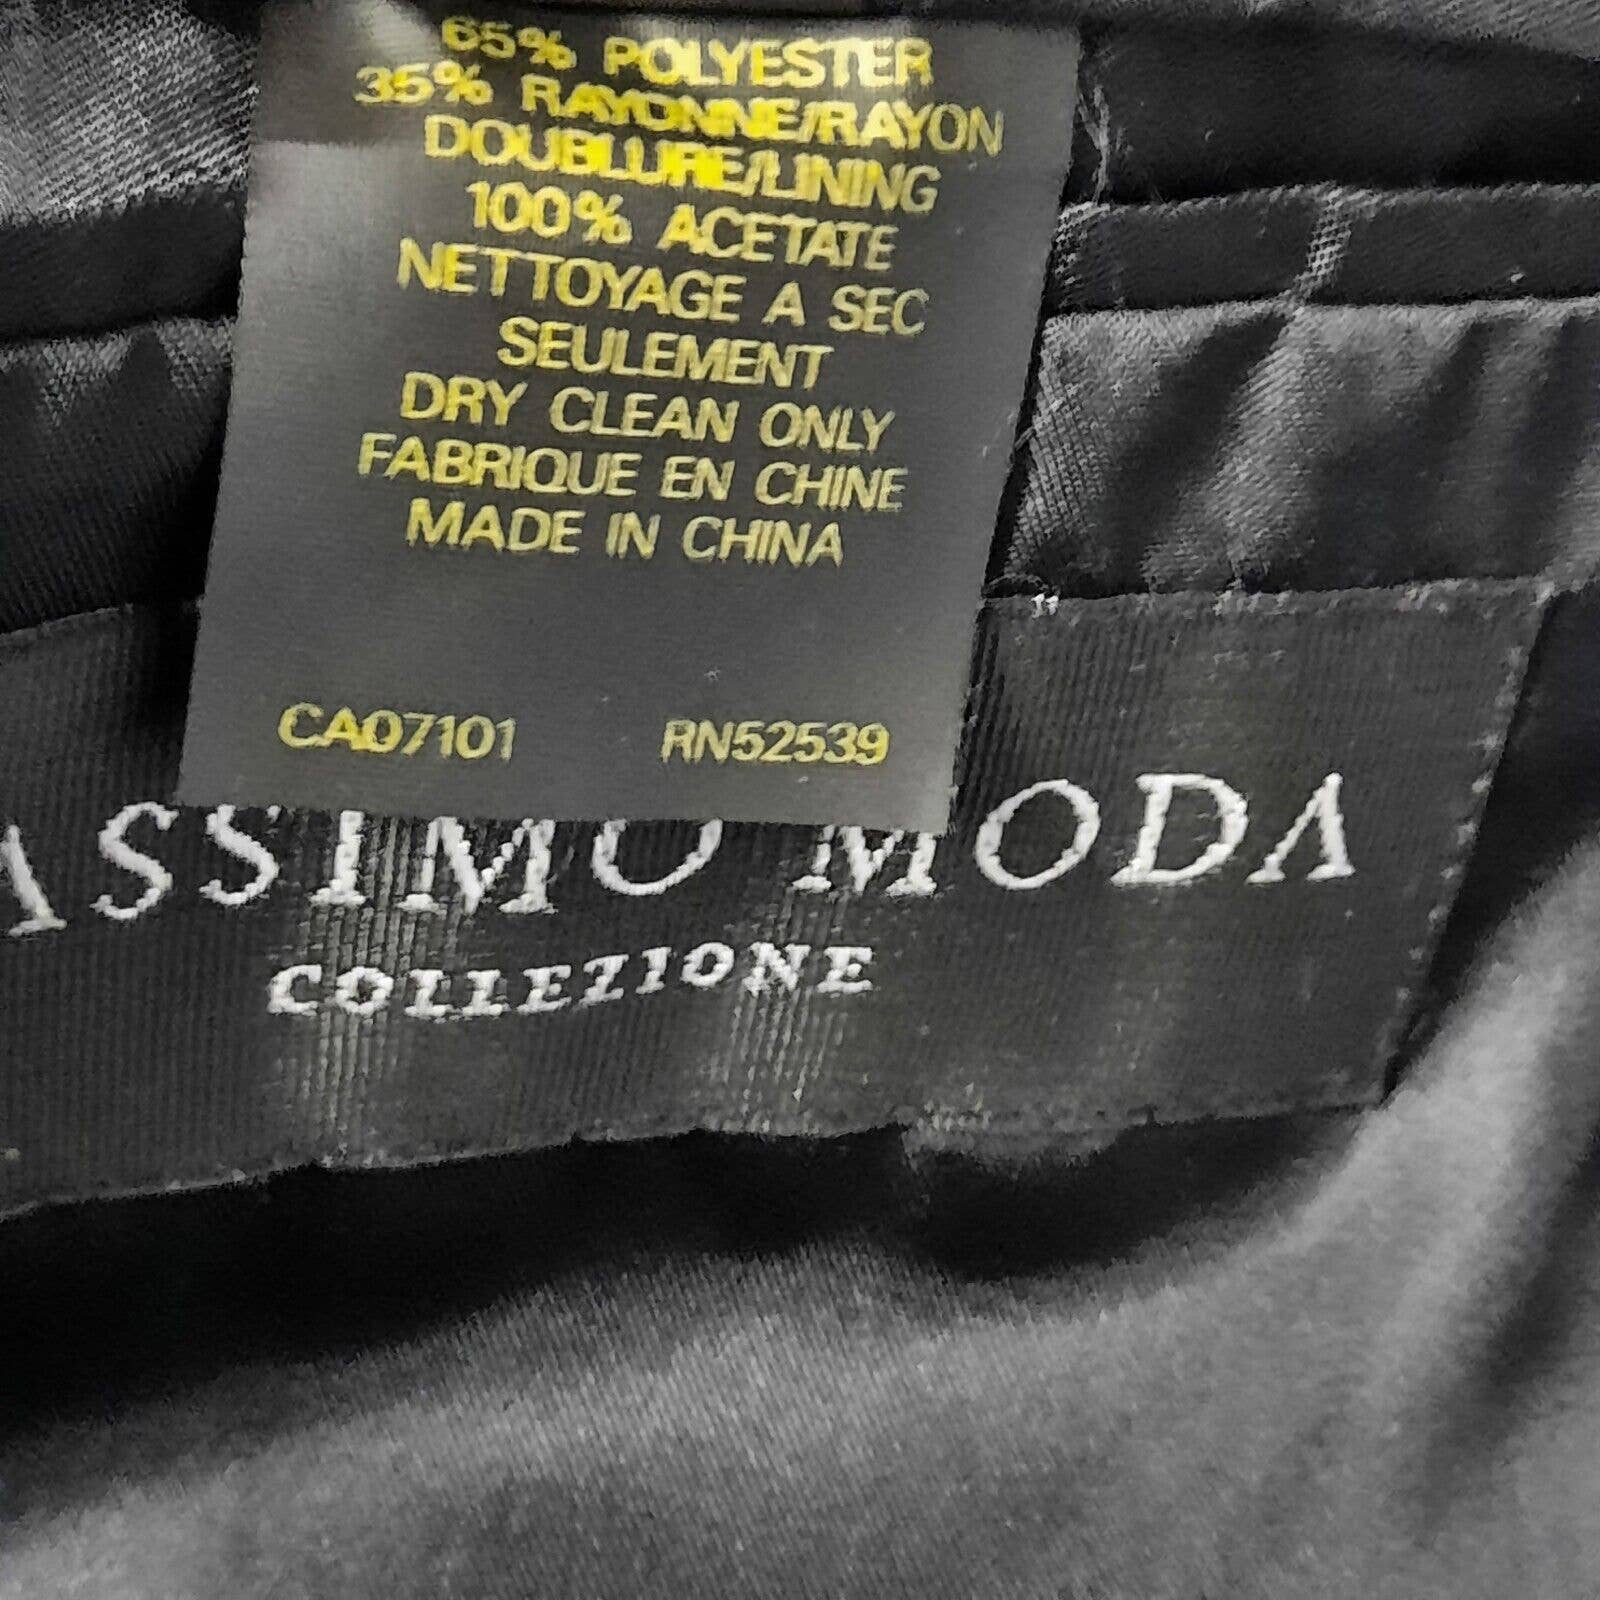 65% POLYESTER
35% RAYONNE/RAYON
DOUBLURE/LINING
100% ACETATE
NETTOYAGE A SEC
SEULEMENT
DRY CLEAN ONLY
FABRIQUE EN CHINE
MADE IN CHINA
CA07101 RN52539
ASSIMO MODA
COLLEZIONE